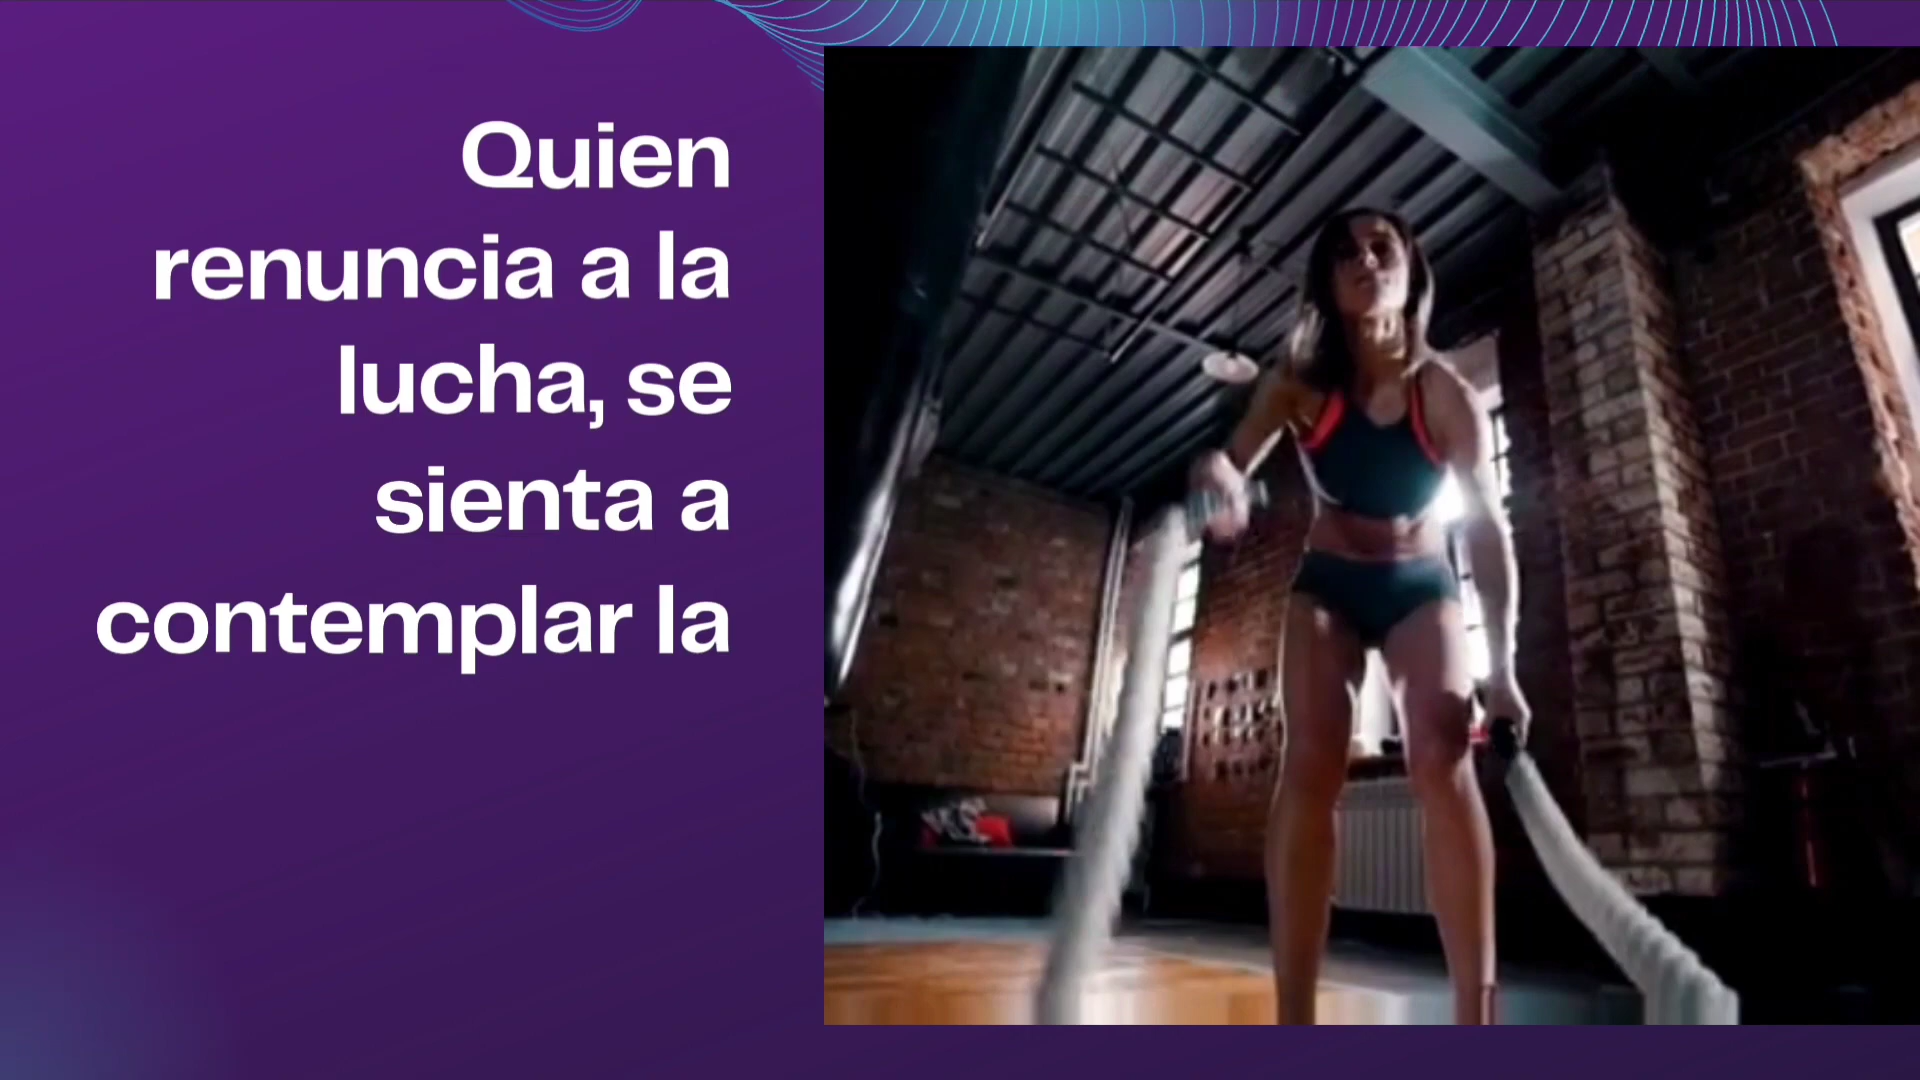 Quien
renuncia a la
lucha, se
sienta a
contemplar la